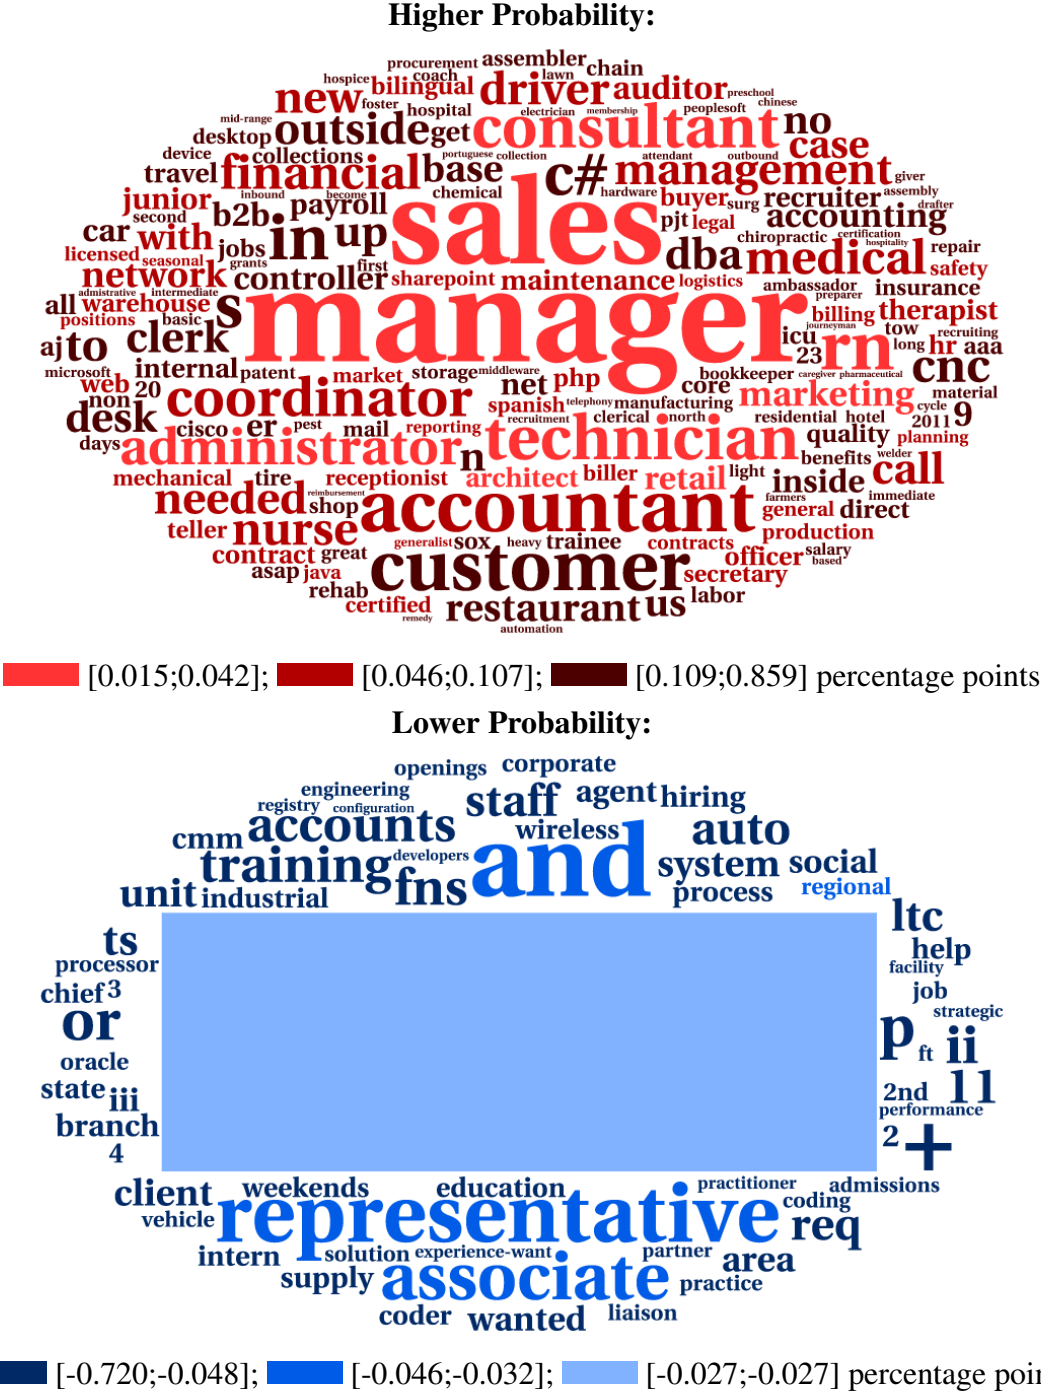 Higher Probability:
procurement assembler
hospice coach lawn chain
bilingual driver auditor preschool
new foster hospital electrician membership peoplesoft chinese
mid-range desktop outside get consultant no
device collections portuguese collection attendant outbound case
travel financial base c# management giver
junior inbound become chemical hardware buyer surg recruiter assembly
second b2b payroll sales pjt legal accounting drafter
car with jobs in up chiropractic certification
licensed seasonal grants first dba medical hospitality repair
network controller sharepoint maintenance logistics safety
admistrative intermediate ambassador insurance
all warehouse s manager preparer
positions basic billing therapist
aj to clerk journeyman icu tow recruiting
23 rn long hr aaa
microsoft internal patent market storage middleware bookkeeper caregiver pharmaceutical cnc
web 20 net php core material
non coordinator spanish telephony manufacturing marketing cycle
desk cisco er pest mail reporting recruitment clerical north residential hotel 2011 9
days administrator n technician quality planning
benefits welder
mechanical tire receptionist architect biller retail light inside call
needed reimbursement shop accountant farmers immediate
general direct
teller nurse production
generalist sox heavy trainee contracts
contract great officer salary based
asap java customer secretary
rehab labor
certified remedy restaurant us
automation
[0.015;0.042]; [0.046;0.107]; [0.109;0.859] percentage points
Lower Probability:
openings corporate
engineering staff agent hiring
registry configuration
cmm accounts wireless auto
training developers and system social
unit industrial fns process regional
ts ltc
processor help
facility
chief 3 job
or strategic
p ft ii
oracle
state iii 2nd 11
branch performance
4 2 +
client weekends education practitioner admissions
vehicle representative coding req
intern solution experience-want partner area
supply associate practice
coder wanted liaison
[-0.720;-0.048]; [-0.046;-0.032]; [-0.027;-0.027] percentage poi